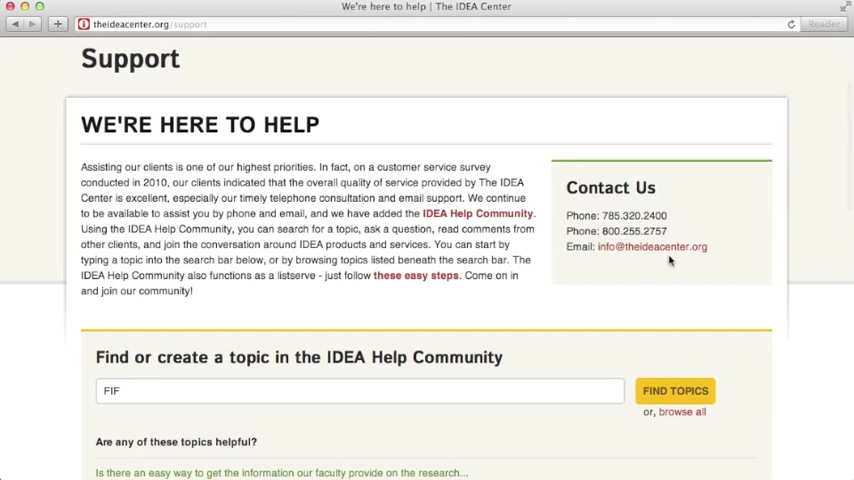 We're here to help | The IDEA Center
theideacenter.org/support
Reader
Support
WE'RE HERE TO HELP
Assisting our clients is one of our highest priorities. In fact, on a customer service survey
conducted in 2010, our clients indicated that the overall quality of service provided by The IDEA
Center is excellent, especially our timely telephone consultation and email support. We continue
to be available to assist you by phone and email, and we have added the IDEA Help Community.
Using the IDEA Help Community, you can search for a topic, ask a question, read comments from
other clients, and join the conversation around IDEA products and services. You can start by
typing a topic into the search bar below, or by browsing topics listed beneath the search bar. The
IDEA Help Community also functions as a listserve - just follow these easy steps. Come on in
and join our community!
Contact Us
Phone: 785.320.2400
Phone: 800.255.2757
Email: info@theideacenter.org
Find or create a topic in the IDEA Help Community
FIF
FIND TOPICS
or, browse all
Are any of these topics helpful?
Is there an easy way to get the information our faculty provide on the research...